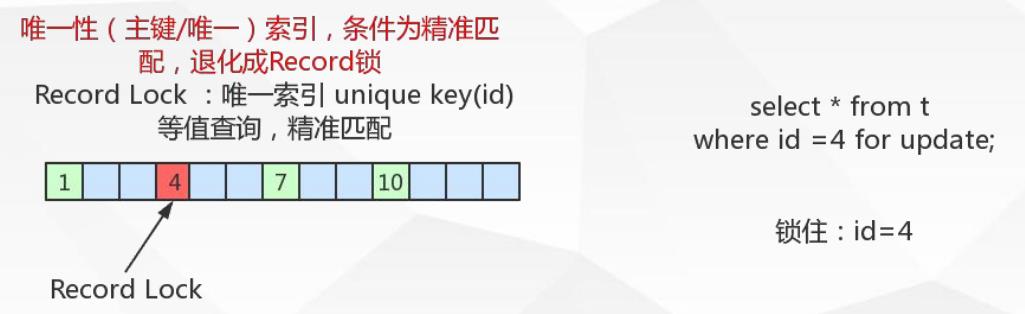 唯一性（主键/唯一）索引，条件为精准匹
配，退化成Record锁
Record Lock ：唯一索引 unique key(id)
等值查询，精准匹配
select * from t
where id =4 for update;
1 4 7 10
锁住：id=4
Record Lock